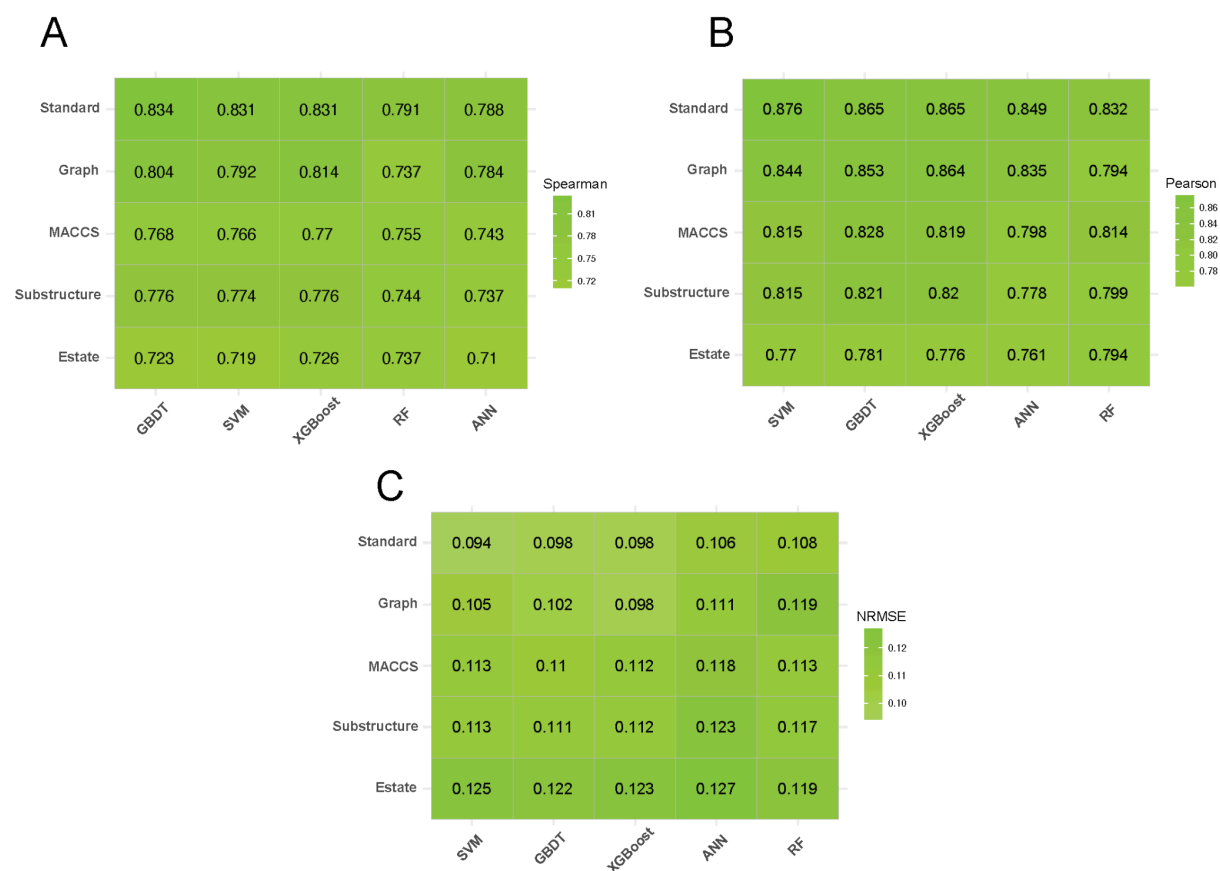 A
Standard 0.834 0.831 0.831 0.791 0.788
Graph 0.804 0.792 0.814 0.737 0.784
MACCS 0.768 0.766 0.77 0.755 0.743
Substructure 0.776 0.774 0.776 0.744 0.737
Estate 0.723 0.719 0.726 0.737 0.71
GBDT SVM XGBoost RF ANN
Spearman
0.81
0.78
0.75
0.72
B
Standard 0.876 0.865 0.865 0.849 0.832
Graph 0.844 0.853 0.864 0.835 0.794
MACCS 0.815 0.828 0.819 0.798 0.814
Substructure 0.815 0.821 0.82 0.778 0.799
Estate 0.77 0.781 0.776 0.761 0.794
SVM GBDT XGBoost ANN RF
Pearson
0.86
0.84
0.82
0.80
0.78
C
Standard 0.094 0.098 0.098 0.106 0.108
Graph 0.105 0.102 0.098 0.111 0.119
MACCS 0.113 0.11 0.112 0.118 0.113
Substructure 0.113 0.111 0.112 0.123 0.117
Estate 0.125 0.122 0.123 0.127 0.119
SVM GBDT XGBoost ANN RF
NRMSE
0.12
0.11
0.10